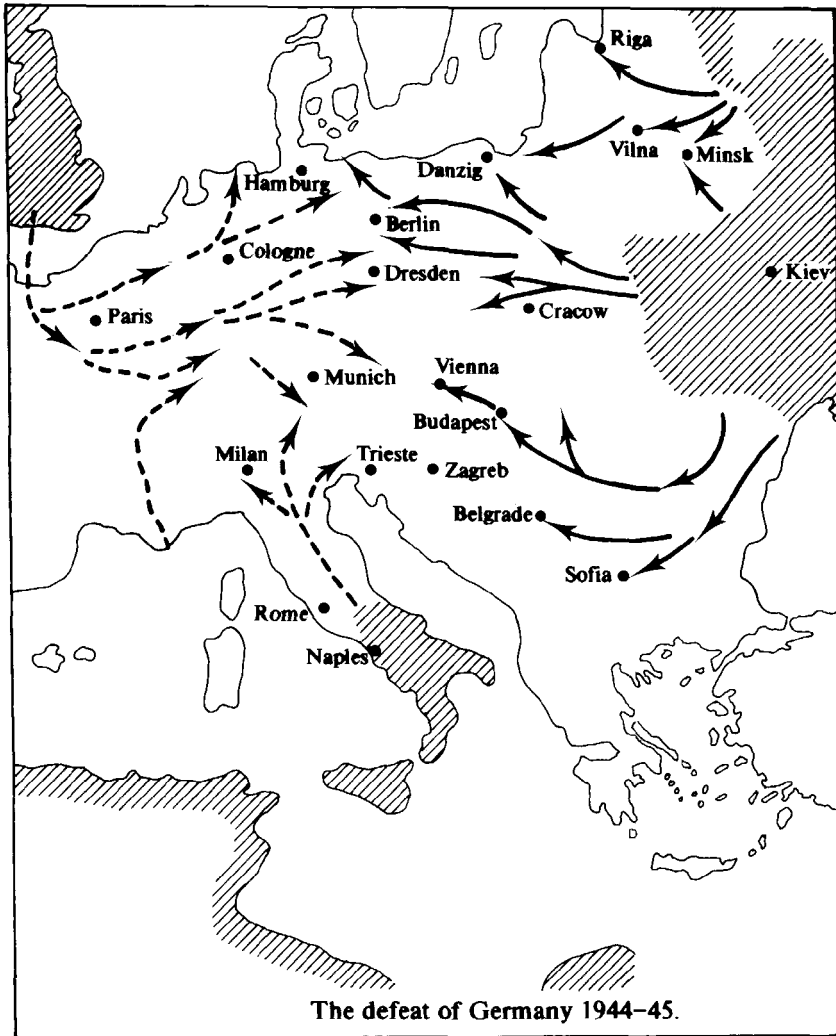 Riga
Vilna
Minsk
Danzig
Hamburg
Berlin
Cologne
Dresden
Kiev
Paris
Cracow
Munich
Vienna
Budapest
Milan
Trieste
Zagreb
Belgrade
Sofia
Rome
Naples
The defeat of Germany 1944–45.